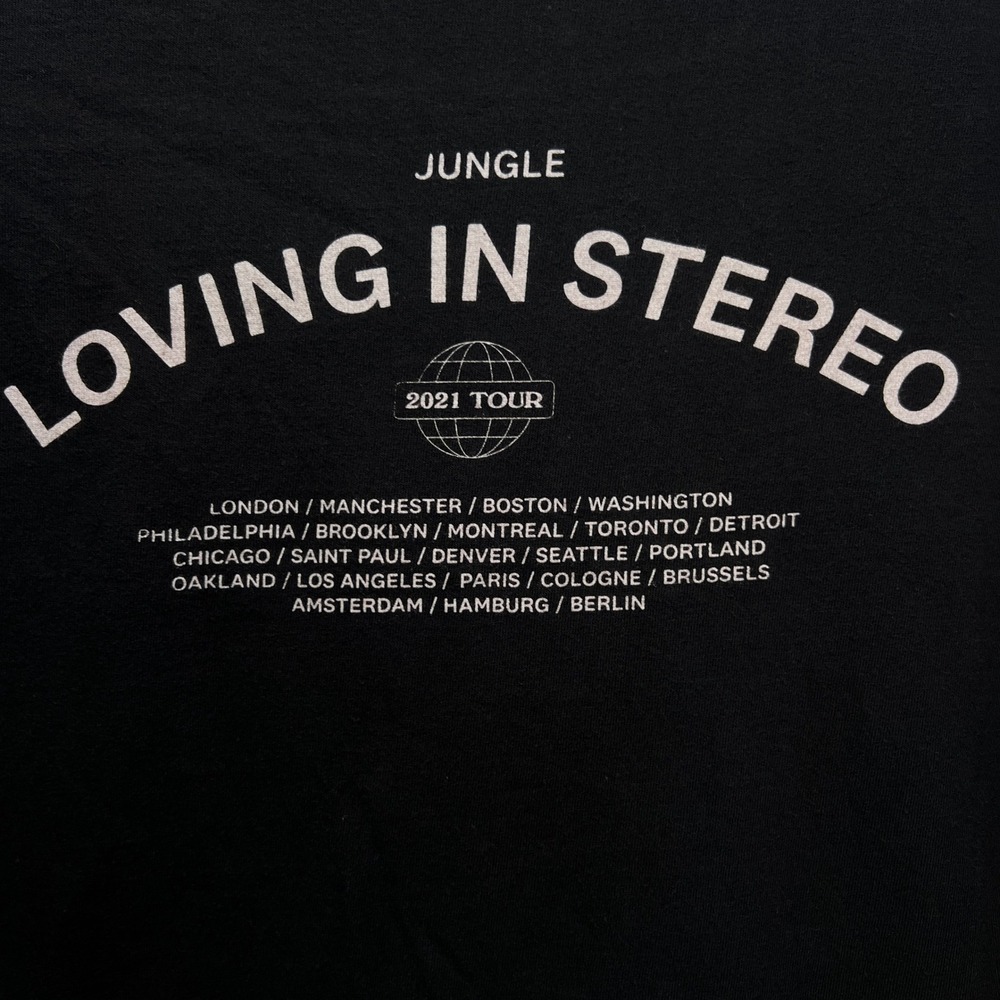 JUNGLE
LOVING IN STEREO
2021 TOUR
LONDON / MANCHESTER / BOSTON / WASHINGTON
PHILADELPHIA / BROOKLYN / MONTREAL / TORONTO / DETROIT
CHICAGO / SAINT PAUL / DENVER / SEATTLE / PORTLAND
OAKLAND / LOS ANGELES / PARIS / COLOGNE / BRUSSELS
AMSTERDAM / HAMBURG / BERLIN